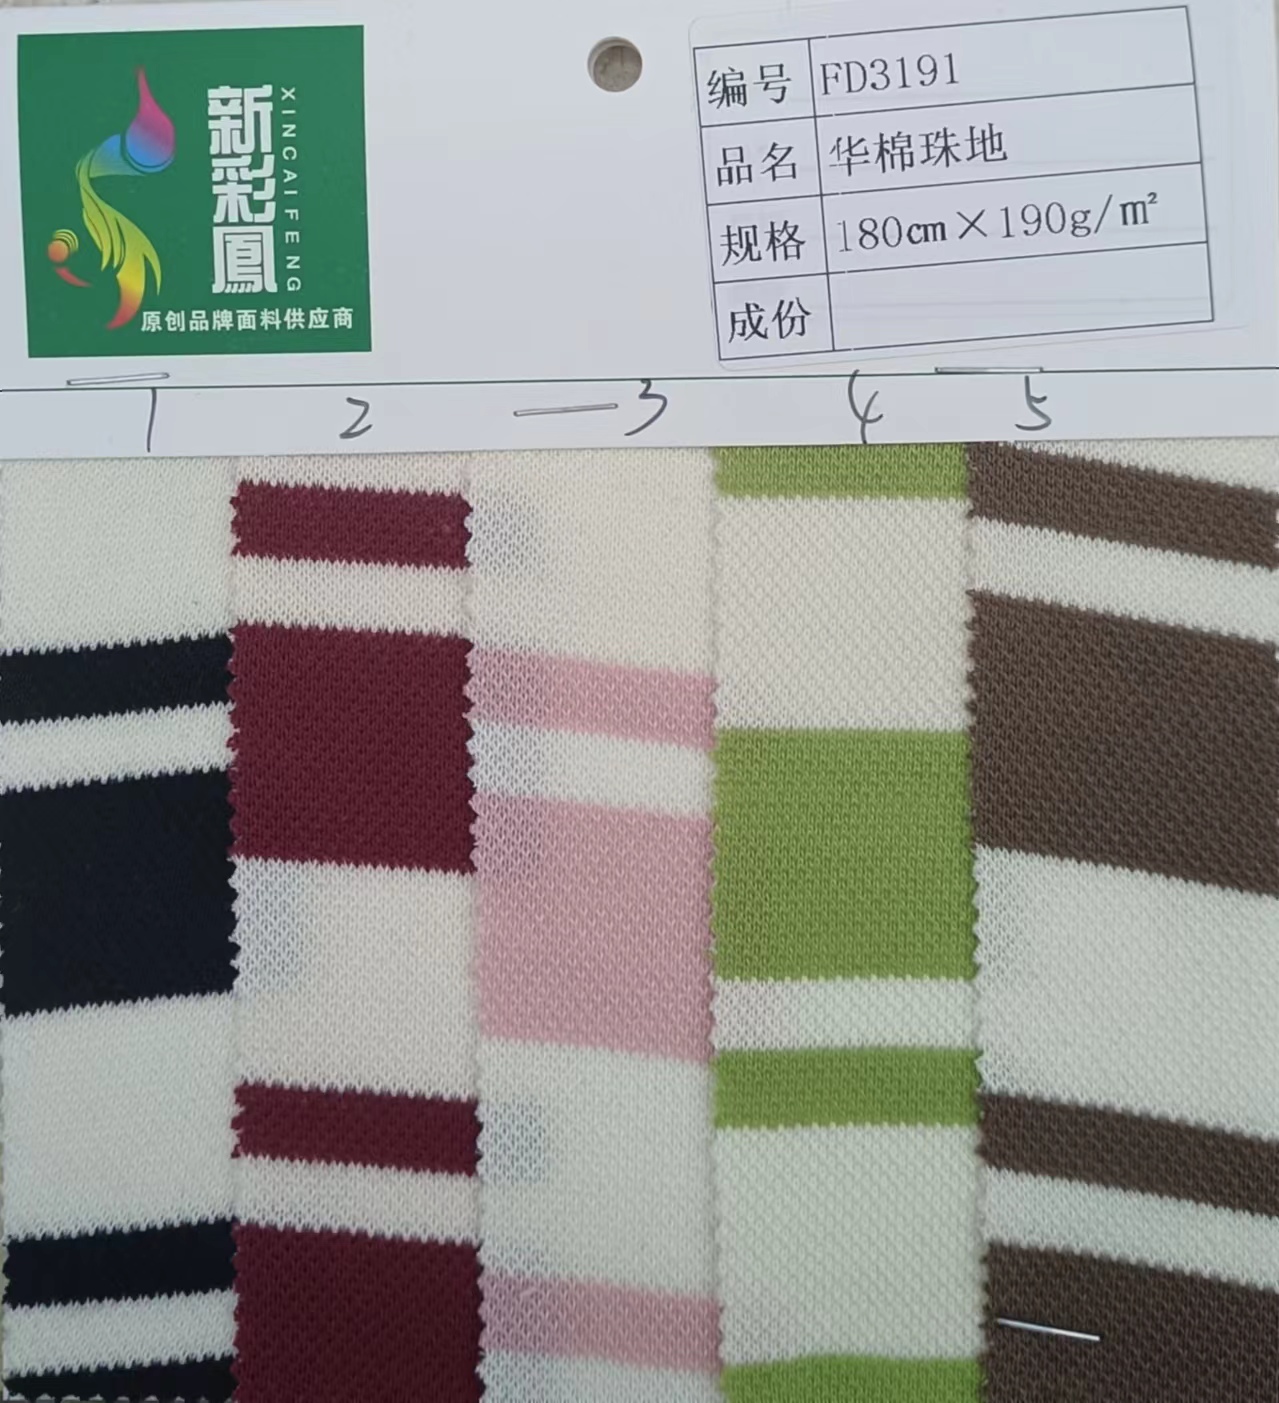 新彩鳳
XINCAIFENG
原创品牌面料供应商
编号 FD3191
品名 华棉珠地
规格 180cm×190g/m²
成份
1 2 3 4 5